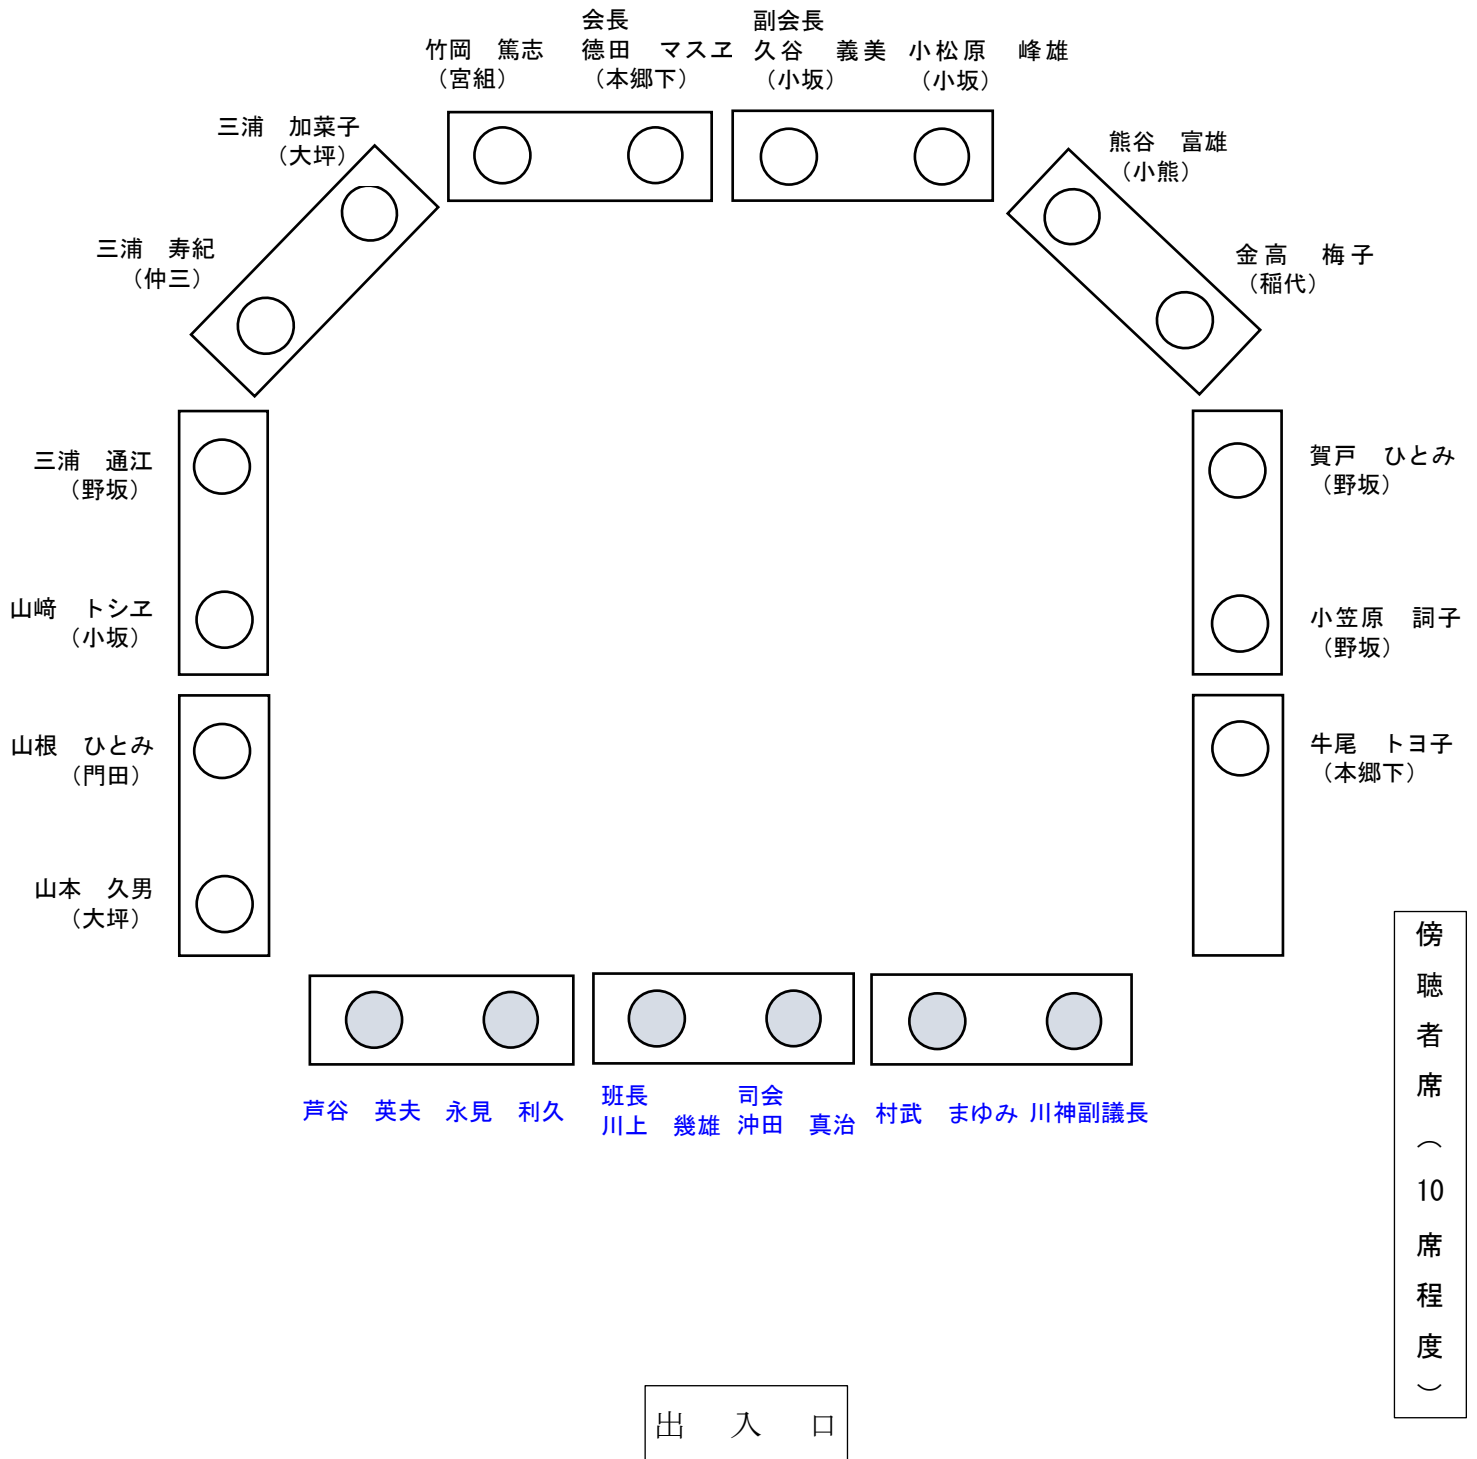 会長
副会長
竹岡　篤志
德田　マスヱ
久谷　義美
小松原　峰雄
（宮組）
（本郷下）
（小坂）
（小坂）
三浦　加菜子
（大坪）
熊谷　富雄
（小熊）
三浦　寿紀
（仲三）
金高　梅子
（稲代）
三浦　通江
（野坂）
賀戸　ひとみ
（野坂）
山﨑　トシヱ
（小坂）
小笠原　詞子
（野坂）
山根　ひとみ
（門田）
牛尾　トヨ子
（本郷下）
山本　久男
（大坪）
芦谷　英夫
永見　利久
班長
川上　幾雄
司会
沖田　真治
村武　まゆみ
川神副議長
傍聴者席（10席程度）
出　入　口